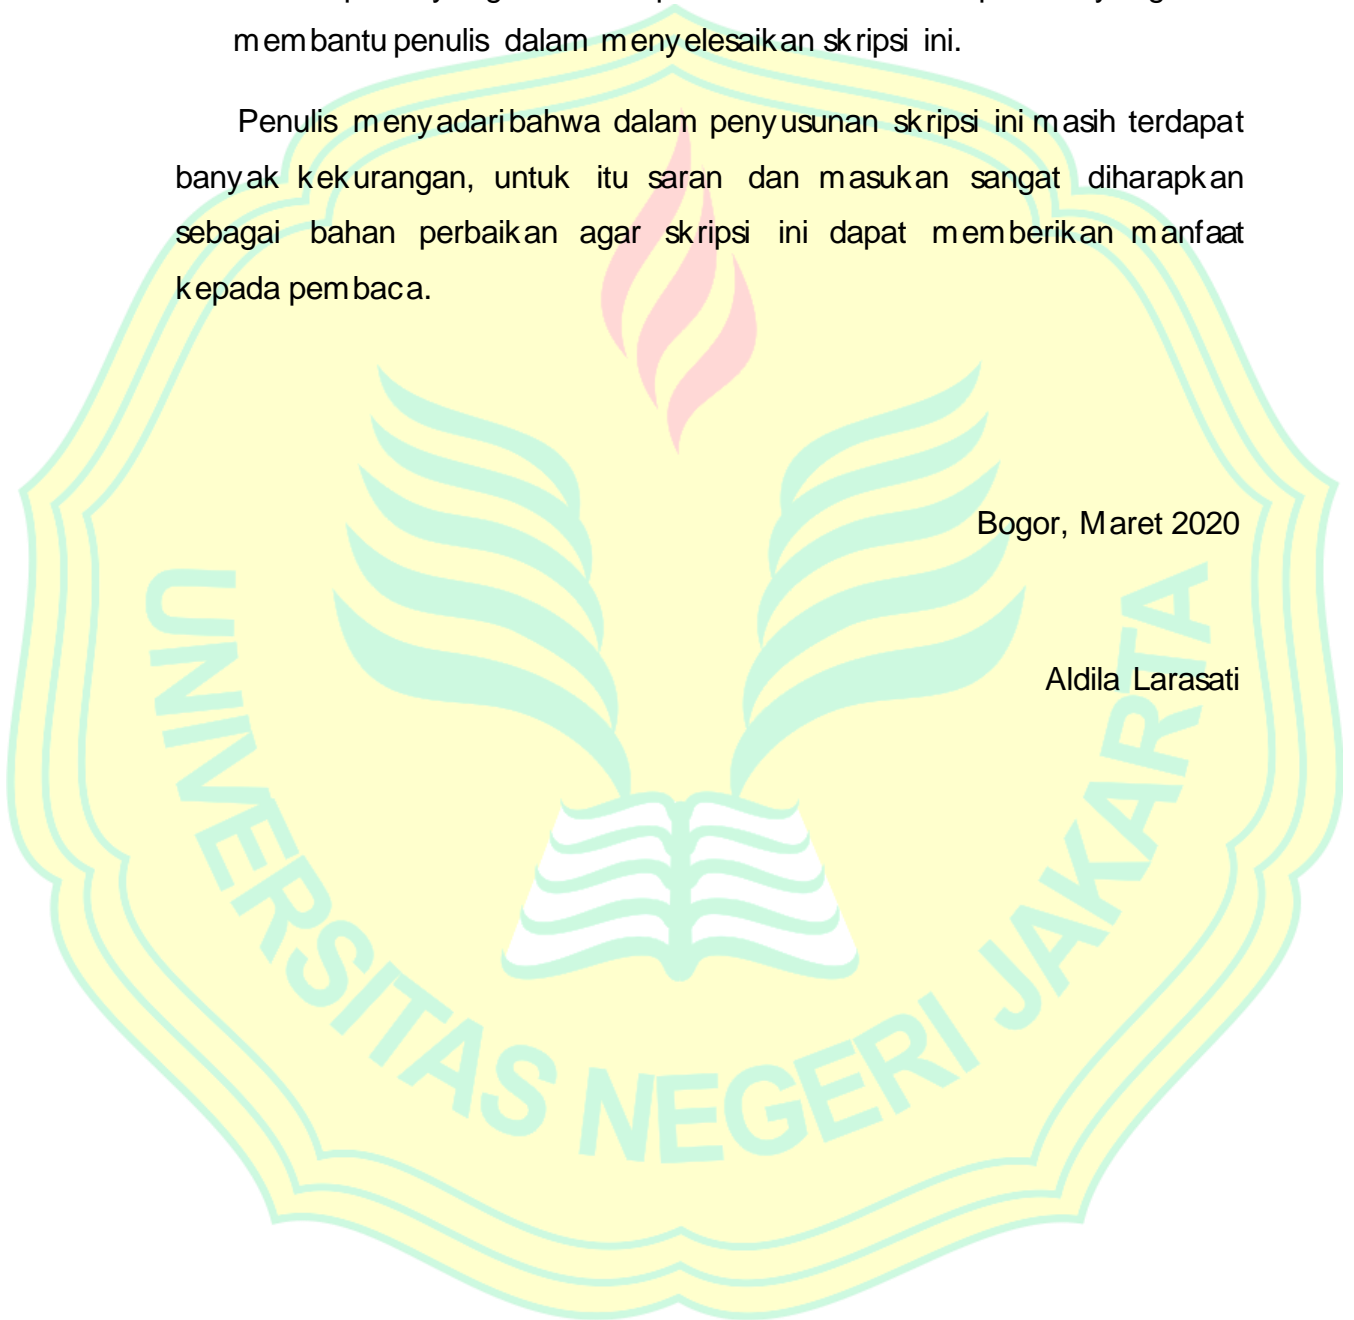 membantu penulis dalam menyelesaikan skripsi ini.
Penulis menyadari bahwa dalam penyusunan skripsi ini masih terdapat
banyak kekurangan, untuk itu saran dan masukan sangat diharapkan
sebagai bahan perbaikan agar skripsi ini dapat memberikan manfaat
kepada pembaca.
Bogor, Maret 2020
Aldila Larasati
UNIVERSITAS NEGERI JAKARTA